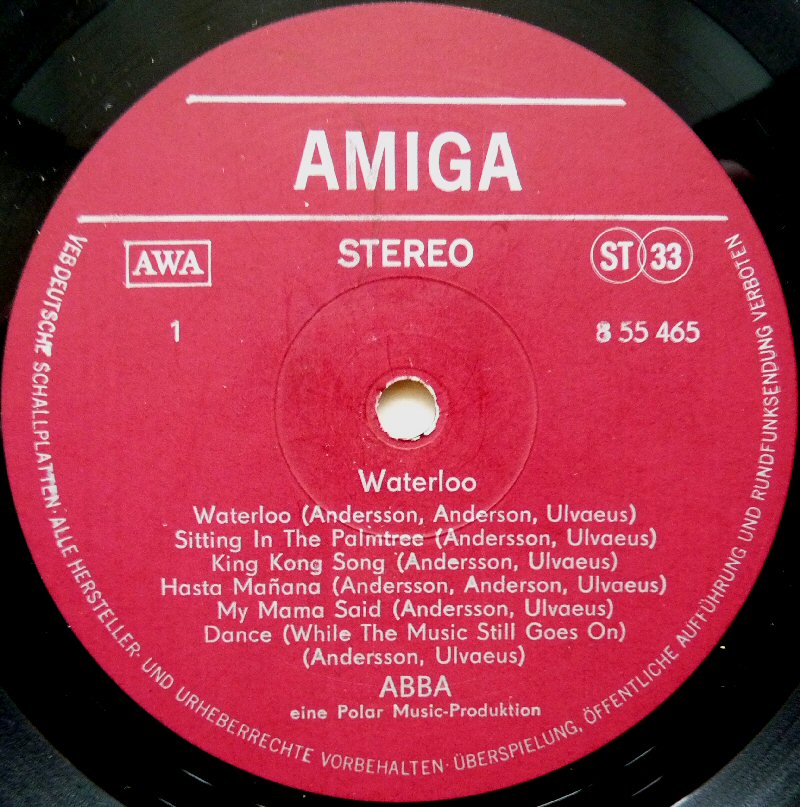 AMIGA
AWA
STEREO
ST 33
1
8 55 465
Waterloo
Waterloo (Andersson, Anderson, Ulvaeus)
Sitting In The Palmtree (Andersson, Ulvaeus)
King Kong Song (Andersson, Ulvaeus)
Hasta Mañana (Andersson, Anderson, Ulvaeus)
My Mama Said (Andersson, Ulvaeus)
Dance (While The Music Still Goes On)
(Andersson, Ulvaeus)
ABBA
eine Polar Music-Produktion
VEB DEUTSCHE SCHALLPLATTEN · ALLE HERSTELLER- UND URHEBERRECHTE VORBEHALTEN · ÜBERSPIELUNG, ÖFFENTLICHE AUFFÜHRUNG UND RUNDFUNKSENDUNG VERBOTEN